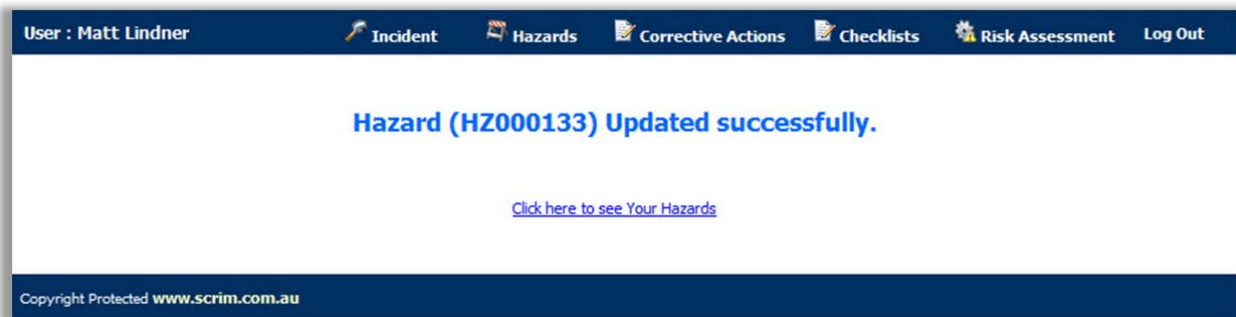 User : Matt Lindner Incident Hazards Corrective Actions Checklists Risk Assessment Log Out
Hazard (HZ000133) Updated successfully.
Click here to see Your Hazards
Copyright Protected www.scrim.com.au